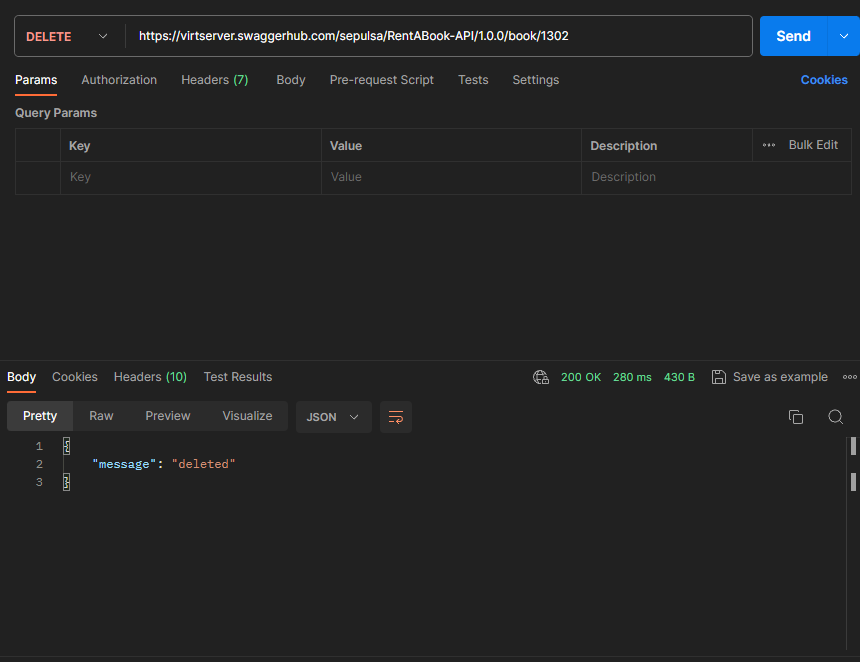 DELETE https://virtserver.swaggerhub.com/sepulsa/RentABook-API/1.0.0/book/1302 Send
Params Authorization Headers (7) Body Pre-request Script Tests Settings Cookies
Query Params
Key Value Description Bulk Edit
Key Value Description
Body Cookies Headers (10) Test Results 200 OK 280 ms 430 B Save as example
Pretty Raw Preview Visualize JSON
1 {
2 "message": "deleted"
3 }